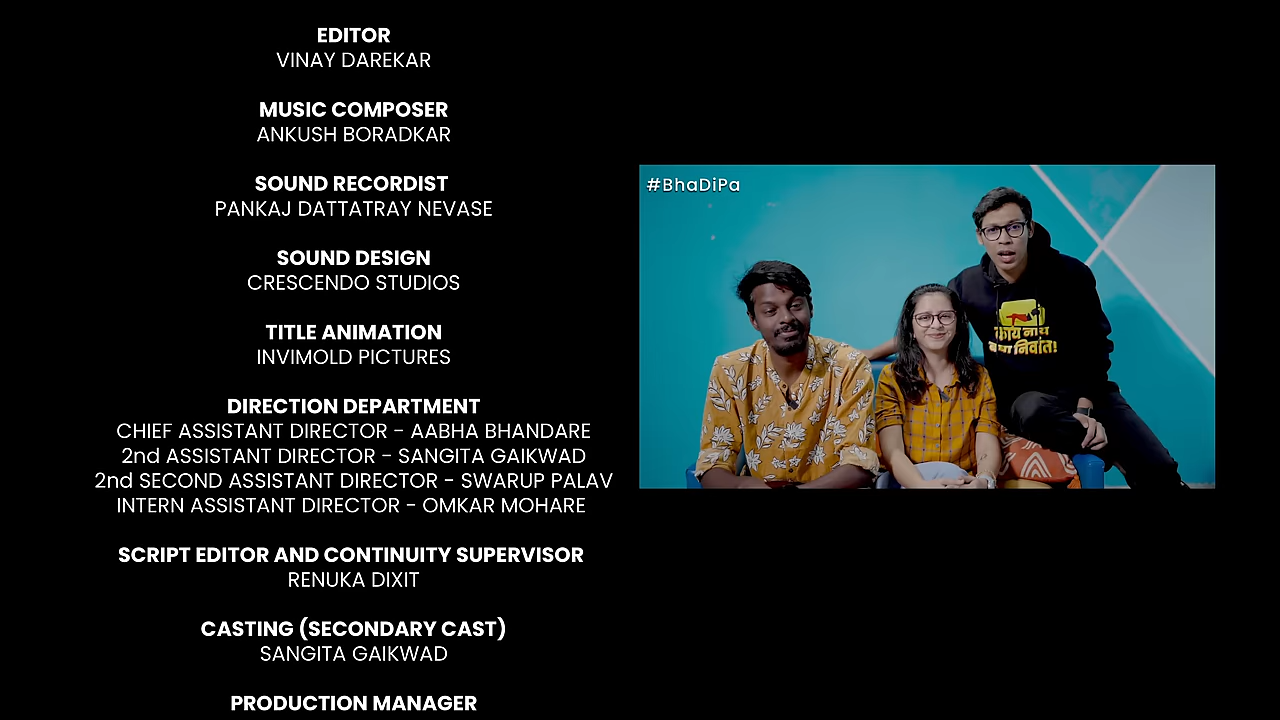 EDITOR
VINAY DAREKAR
MUSIC COMPOSER
ANKUSH BORADKAR
SOUND RECORDIST
PANKAJ DATTATRAY NEVASE
SOUND DESIGN
CRESCENDO STUDIOS
TITLE ANIMATION
INVIMOLD PICTURES
DIRECTION DEPARTMENT
CHIEF ASSISTANT DIRECTOR - AABHA BHANDARE
2nd ASSISTANT DIRECTOR - SANGITA GAIKWAD
2nd SECOND ASSISTANT DIRECTOR - SWARUP PALAV
INTERN ASSISTANT DIRECTOR - OMKAR MOHARE
SCRIPT EDITOR AND CONTINUITY SUPERVISOR
RENUKA DIXIT
CASTING (SECONDARY CAST)
SANGITA GAIKWAD
PRODUCTION MANAGER
#BhaDiPa
काय नाय
निवांत!